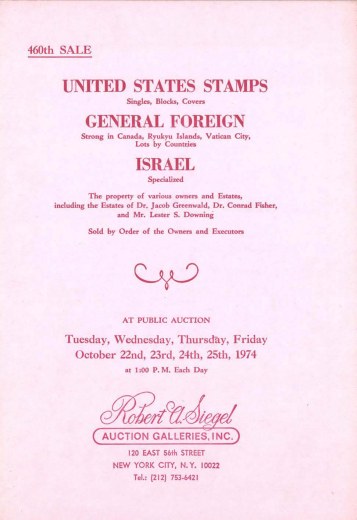 460th SALE
UNITED STATES STAMPS
Singles, Blocks, Covers
GENERAL FOREIGN
Strong in Canada, Ryukyu Islands, Vatican City,
Lots by Countries
ISRAEL
Specialized
The property of various owners and Estates,
including the Estates of Dr. Jacob Greenwald, Dr. Conrad Fisher,
and Mr. Lester S. Downing
Sold by Order of the Owners and Executors
AT PUBLIC AUCTION
Tuesday, Wednesday, Thursday, Friday
October 22nd, 23rd, 24th, 25th, 1974
at 1:00 P. M. Each Day
Robert A. Siegel
AUCTION GALLERIES, INC.
120 EAST 56th STREET
NEW YORK CITY, N. Y. 10022
Tel.: (212) 753-6421